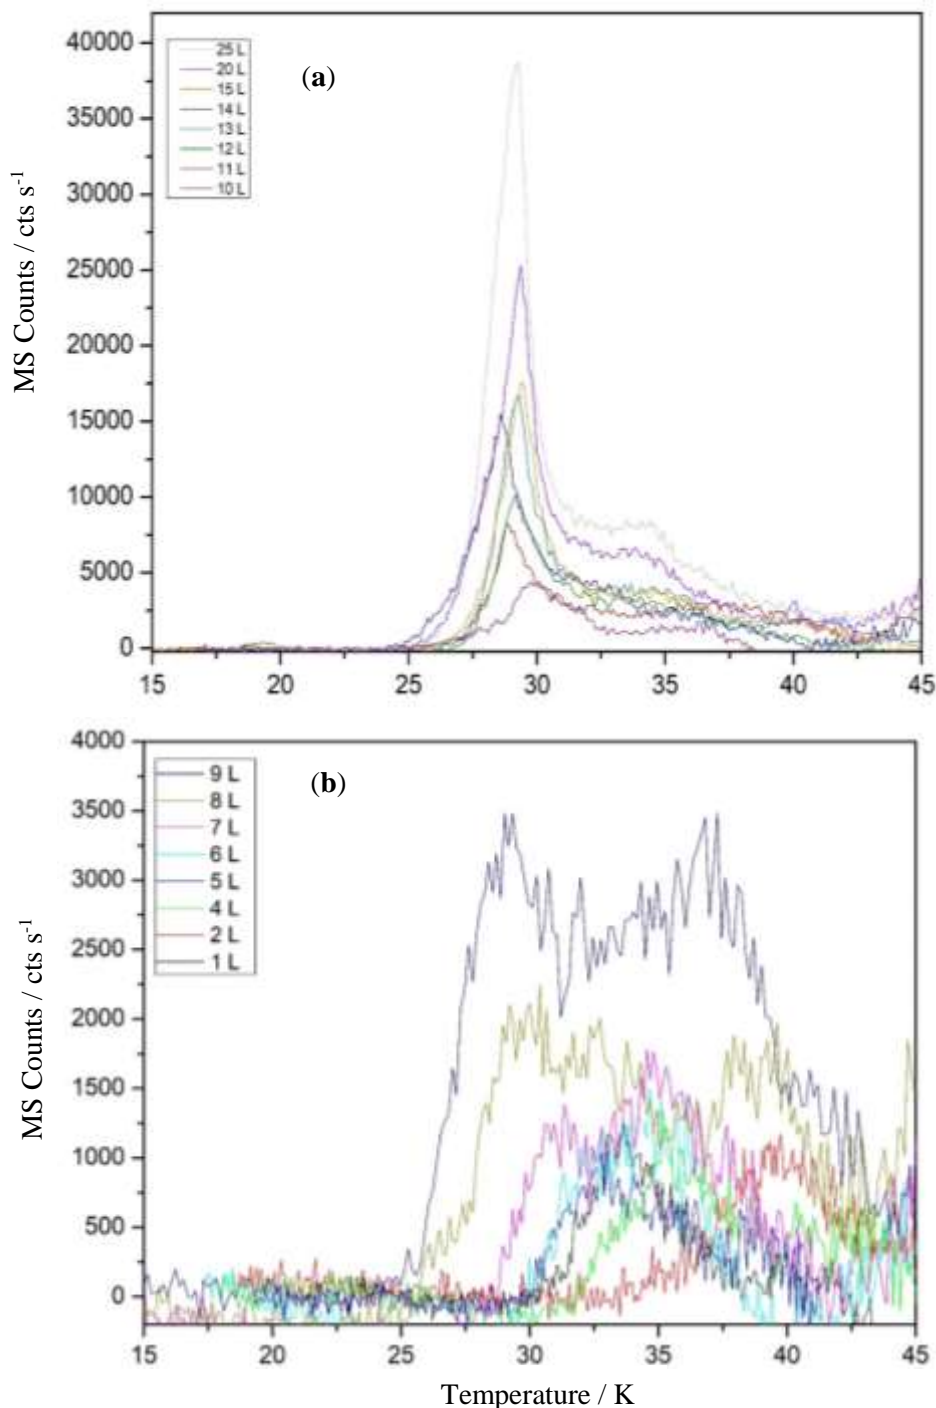 40000
35000
30000
25000
20000
15000
10000
5000
0
MS Counts / cts s⁻¹
25 L
20 L
15 L
14 L
13 L
12 L
11 L
10 L
(a)
15 20 25 30 35 40 45
4000
3500
3000
2500
2000
1500
1000
500
0
MS Counts / cts s⁻¹
9 L
8 L
7 L
6 L
5 L
4 L
2 L
1 L
(b)
15 20 25 30 35 40 45
Temperature / K